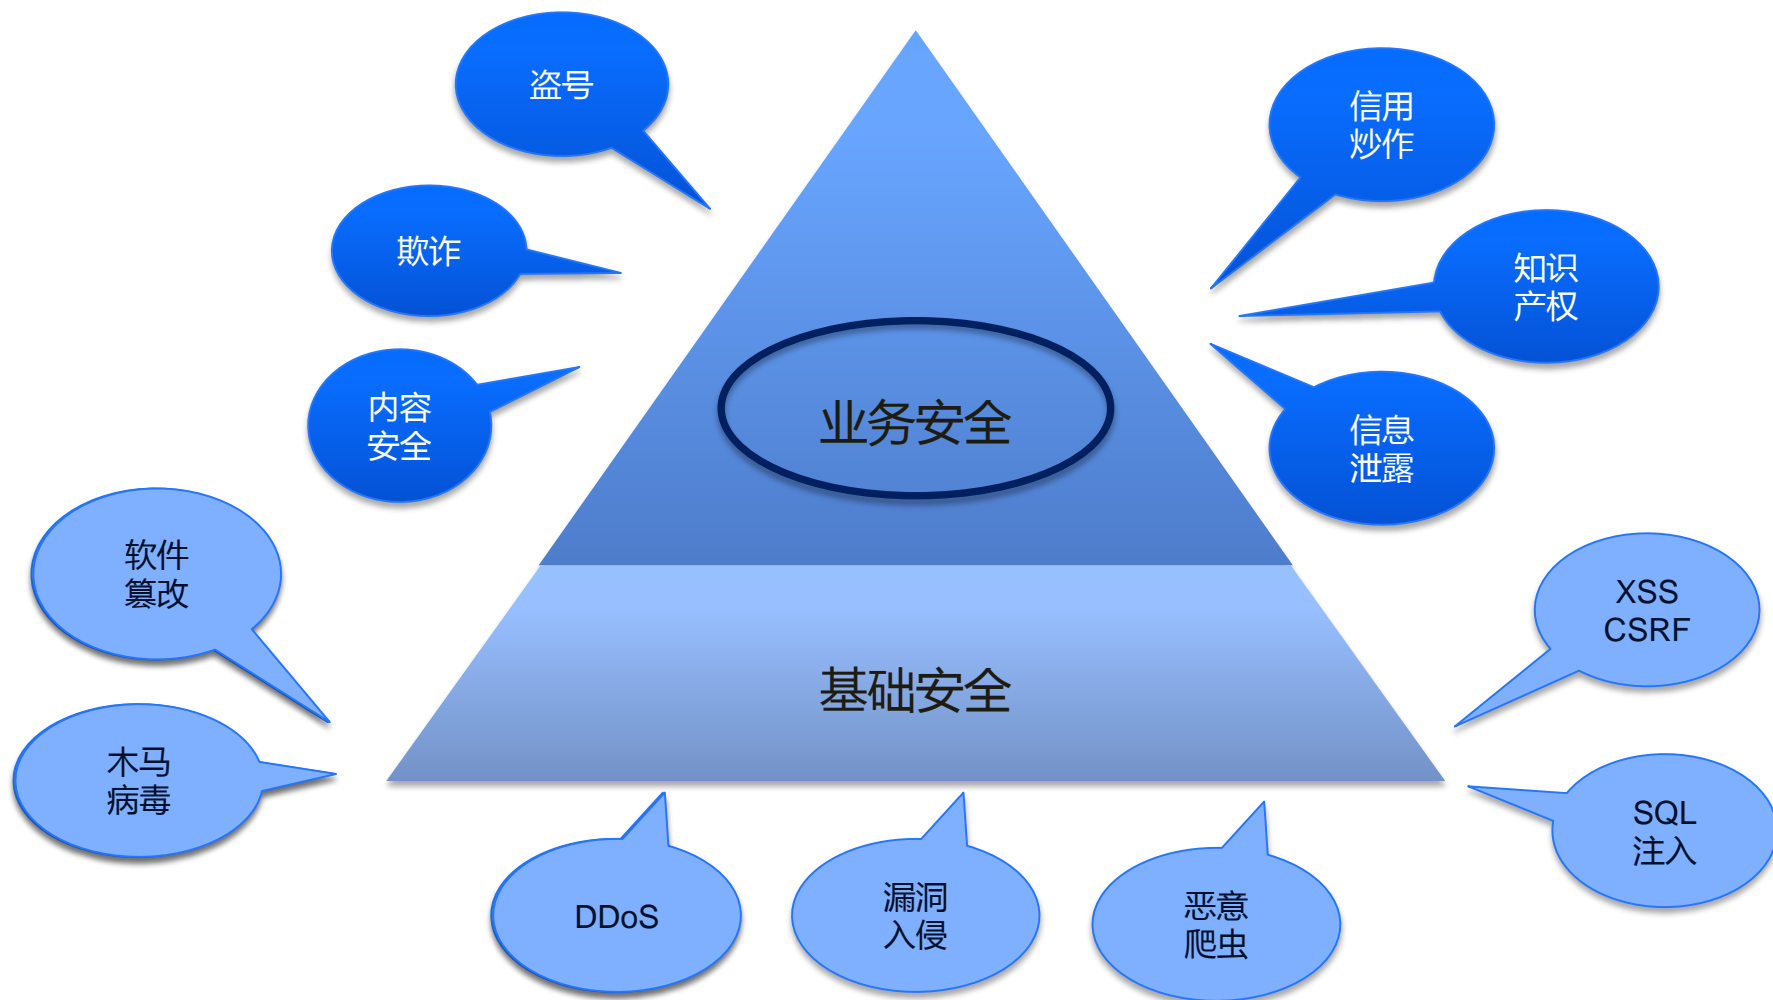 盗号
信用
炒作
欺诈
知识
产权
内容
安全
业务安全
信息
泄露
软件
篡改
XSS
CSRF
基础安全
木马
病毒
SQL
注入
DDoS
漏洞
入侵
恶意
爬虫